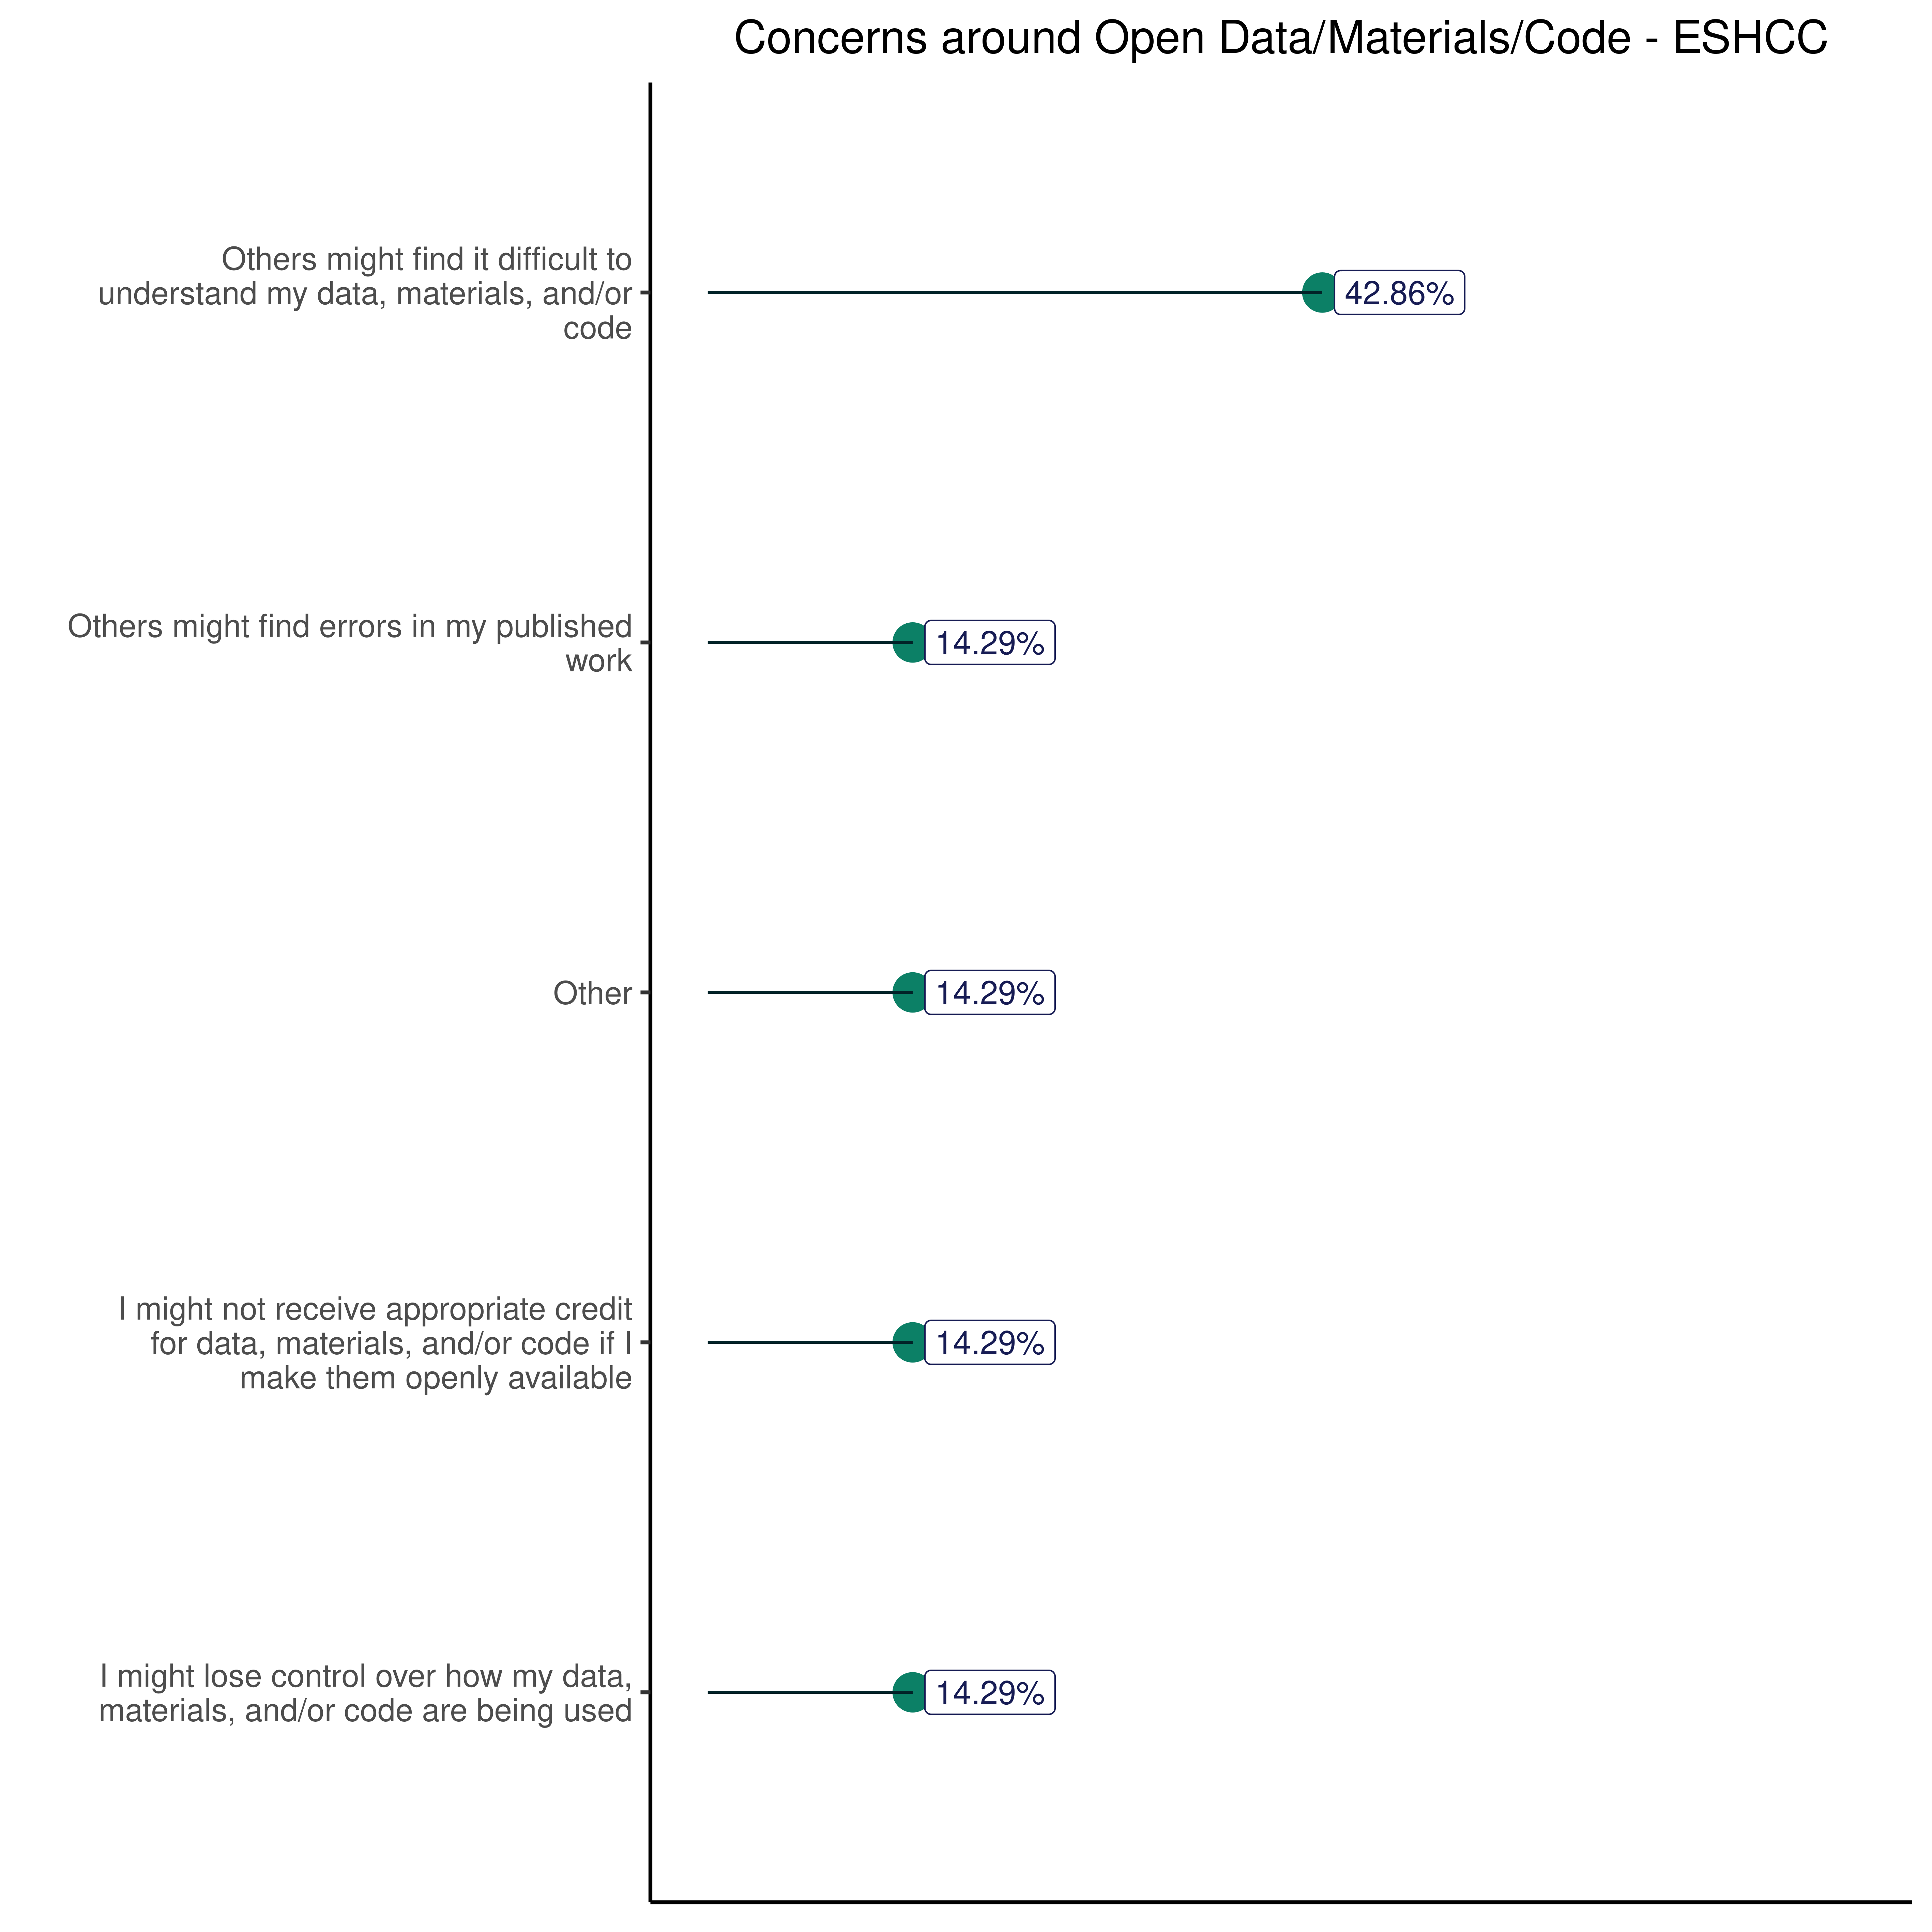 Concerns around Open Data/Materials/Code - ESHCC
Others might find it difficult to
understand my data, materials, and/or
code
42.86%
Others might find errors in my published
work
14.29%
Other
14.29%
I might not receive appropriate credit
for data, materials, and/or code if I
make them openly available
14.29%
I might lose control over how my data,
materials, and/or code are being used
14.29%